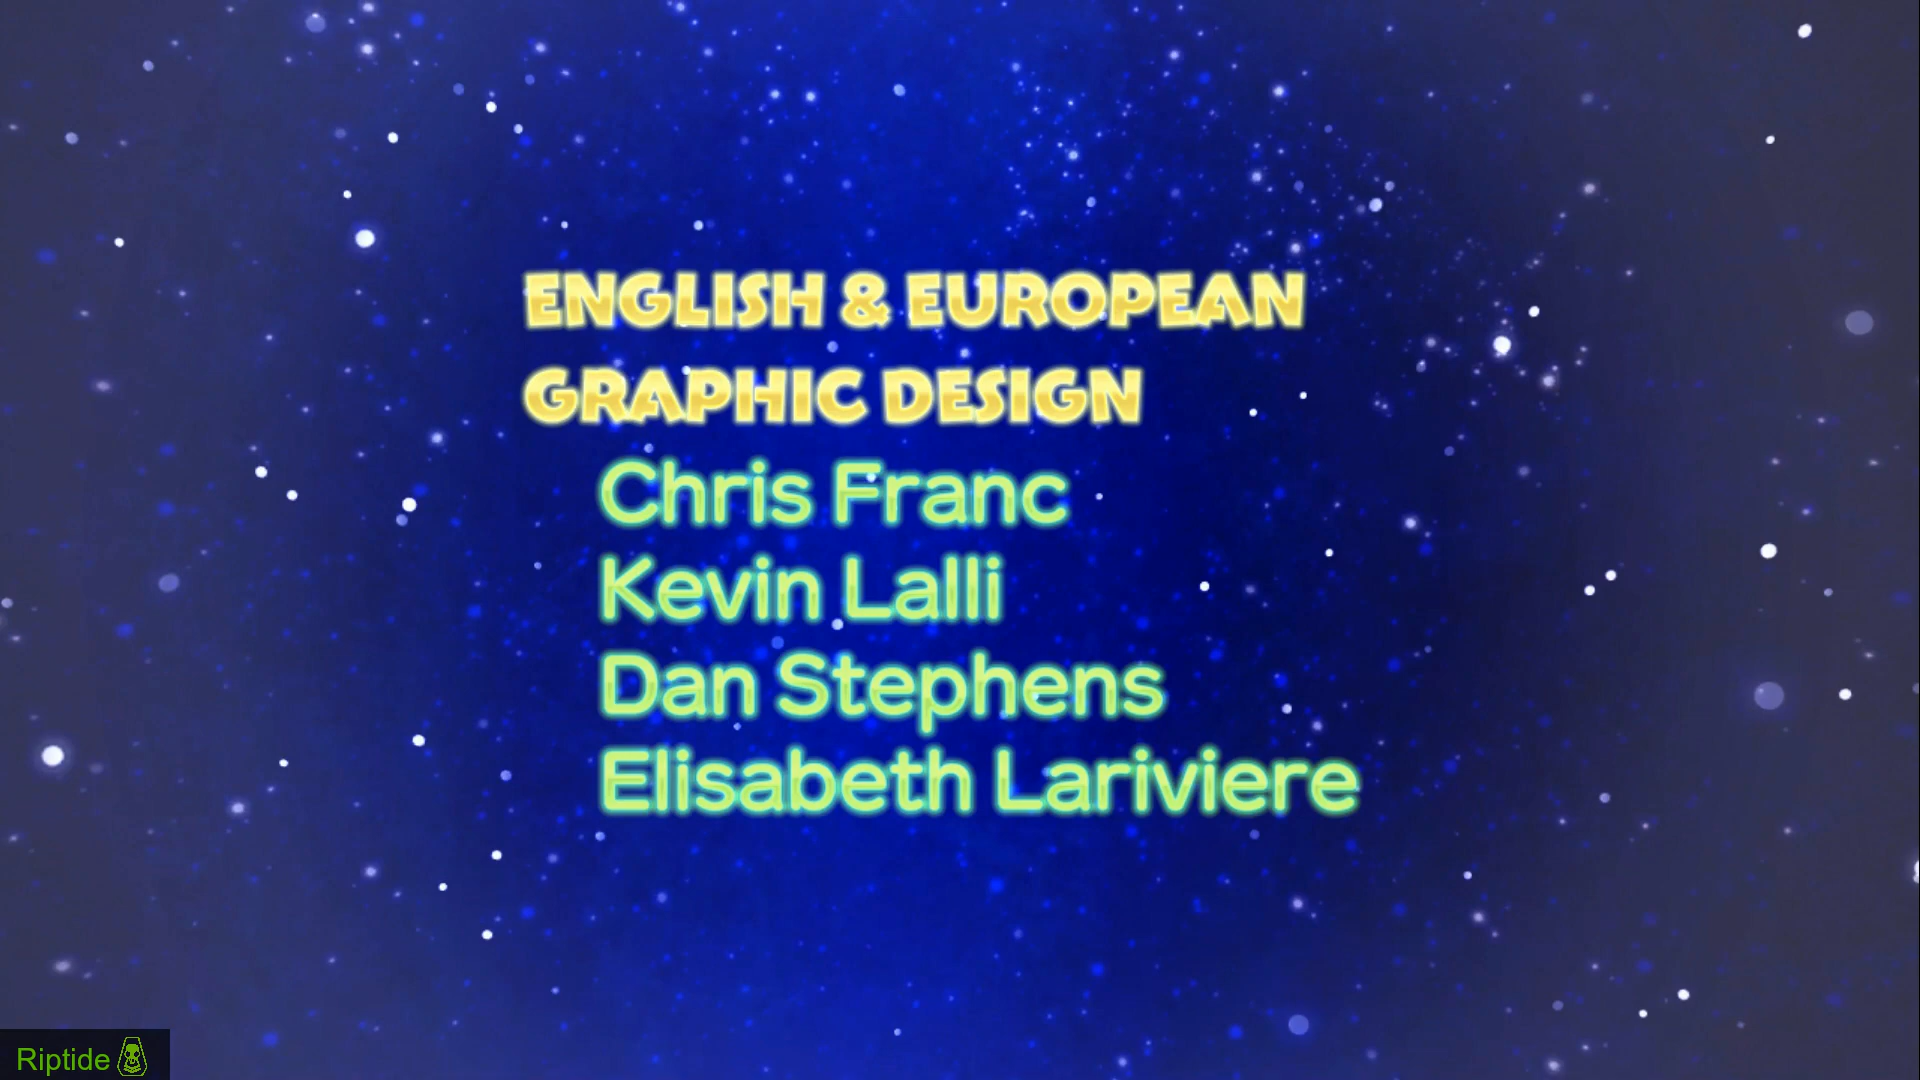 ENGLISH & EUROPEAN
GRAPHIC DESIGN
Chris Franc
Kevin Lalli
Dan Stephens
Elisabeth Lariviere
Riptide